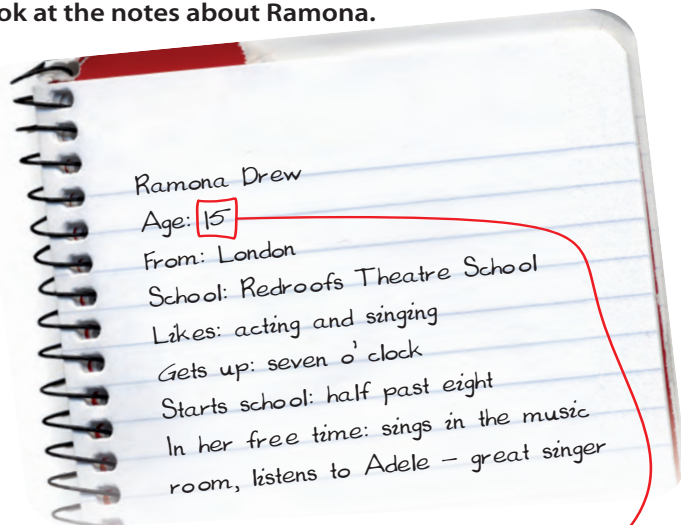 ok at the notes about Ramona.
Ramona Drew
Age: 15
From: London
School: Redroofs Theatre School
Likes: acting and singing
Gets up: seven o'clock
Starts school: half past eight
In her free time: sings in the music
room, listens to Adele – great singer